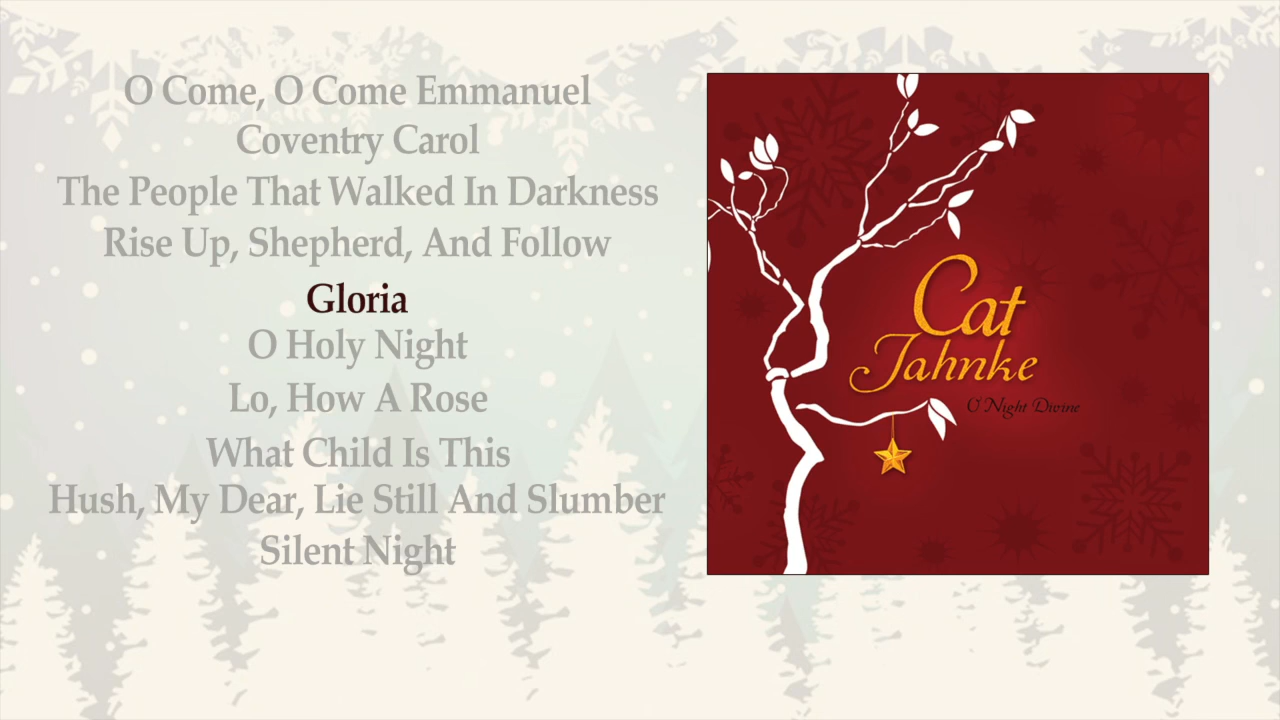 O Come, O Come Emmanuel
Coventry Carol
The People That Walked In Darkness
Rise Up, Shepherd, And Follow
Gloria
O Holy Night
Lo, How A Rose
What Child Is This
Hush, My Dear, Lie Still And Slumber
Silent Night
Cat
Jahnke
O Night Divine